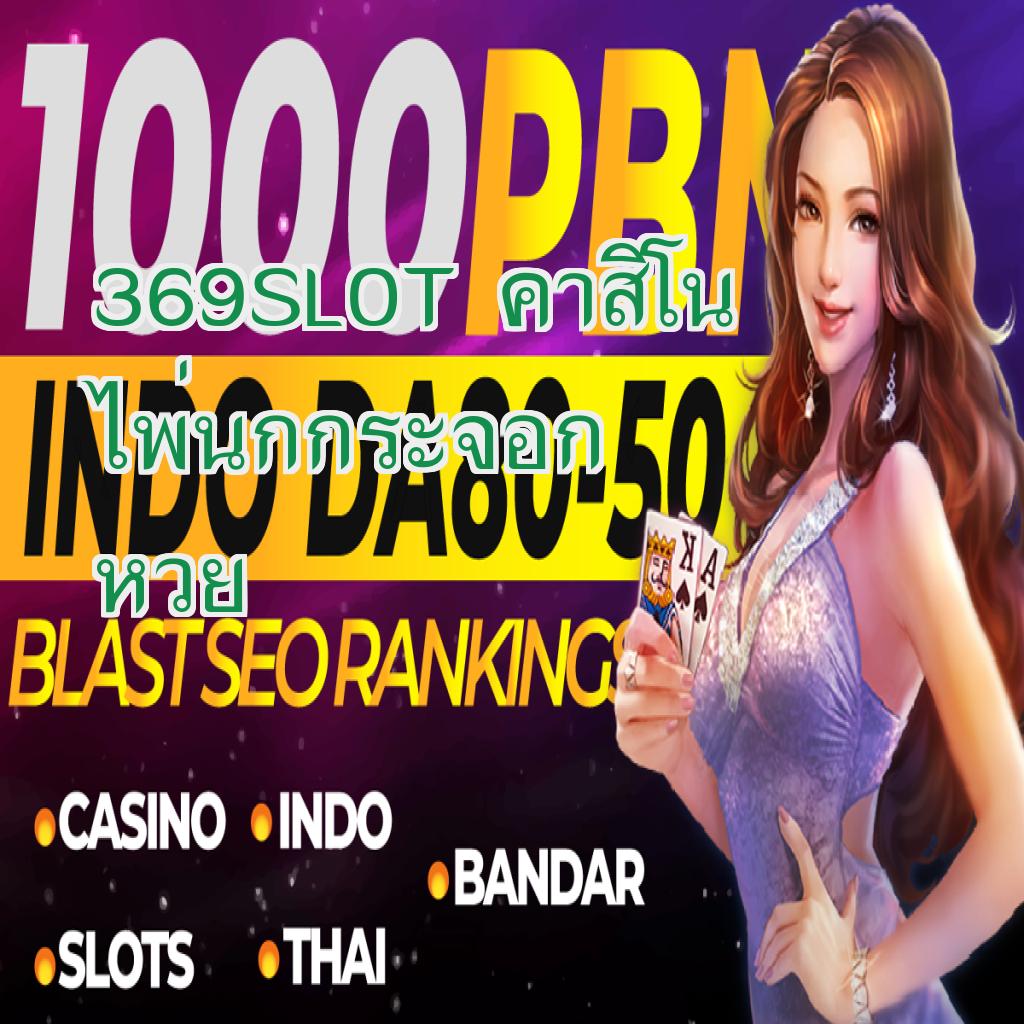 1000PBN
369SLOT คาสิโน
INDO DA80-50
ไพ่นกกระจอก
หวย
BLAST SEO RANKINGS
CASINO
INDO
BANDAR
SLOTS
THAI
K
A